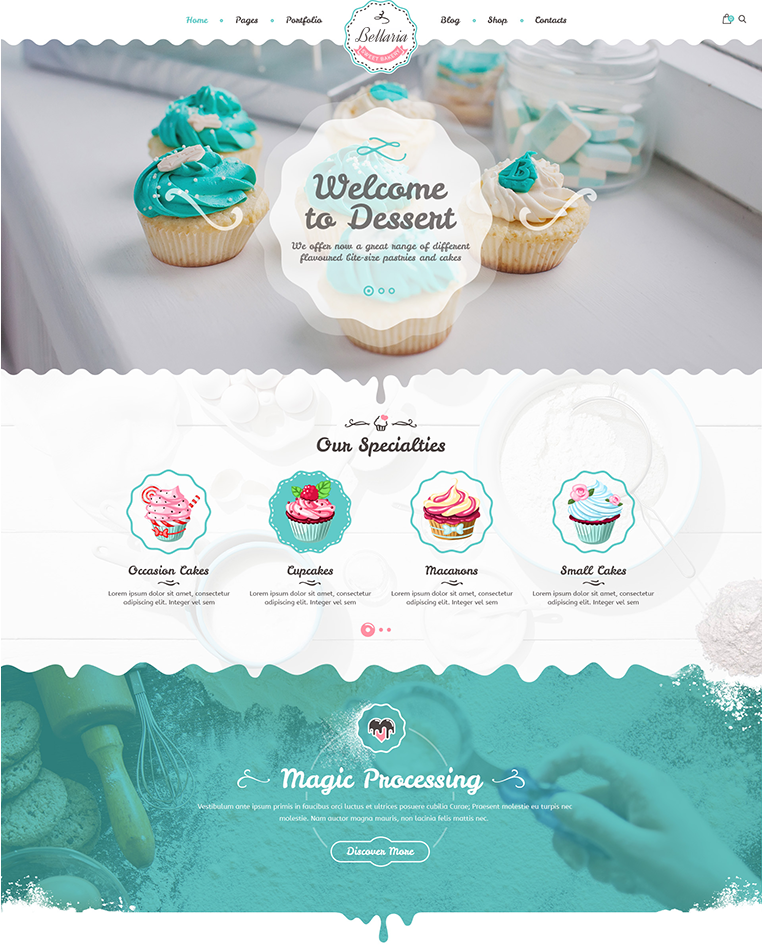 Home Pages Portfolio
Bellaria
SWEET BAKERY
Blog Shop Contacts
Welcome
to Dessert
We offer now a great range of different
flavoured bite-size pastries and cakes
Our Specialties
Occasion Cakes
Lorem ipsum dolor sit amet, consectetur
adipiscing elit. Integer vel sem
Cupcakes
Lorem ipsum dolor sit amet, consectetur
adipiscing elit. Integer vel sem
Macarons
Lorem ipsum dolor sit amet, consectetur
adipiscing elit. Integer vel sem
Small Cakes
Lorem ipsum dolor sit amet, consectetur
adipiscing elit. Integer vel sem
Magic Processing
Vestibulum ante ipsum primis in faucibus orci luctus et ultrices posuere cubilia Curae; Praesent molestie eu turpis nec
molestie. Nam auctor magna mauris, non lacinia felis mattis nec.
Discover More